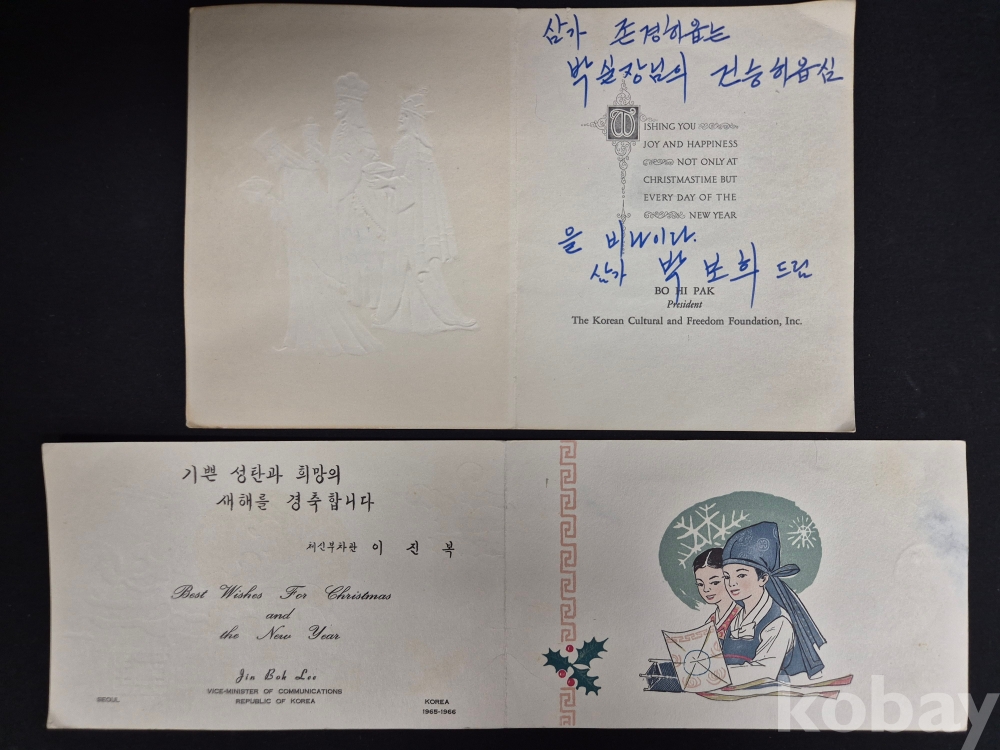 삼가 존경하옵는
박실장님의 건승하옵심
WISHING YOU
JOY AND HAPPINESS
NOT ONLY AT
CHRISTMASTIME BUT
EVERY DAY OF THE
NEW YEAR
을 비나이다.
삼가 박보희 드림
BO HI PAK
President
The Korean Cultural and Freedom Foundation, Inc.
기쁜 성탄과 희망의
새해를 경축합니다
체신부차관 이진복
Best Wishes For Christmas
and
the New Year
Jin Bok Lee
VICE-MINISTER OF COMMUNICATIONS
REPUBLIC OF KOREA
SEOUL
KOREA
1965-1966
kobay